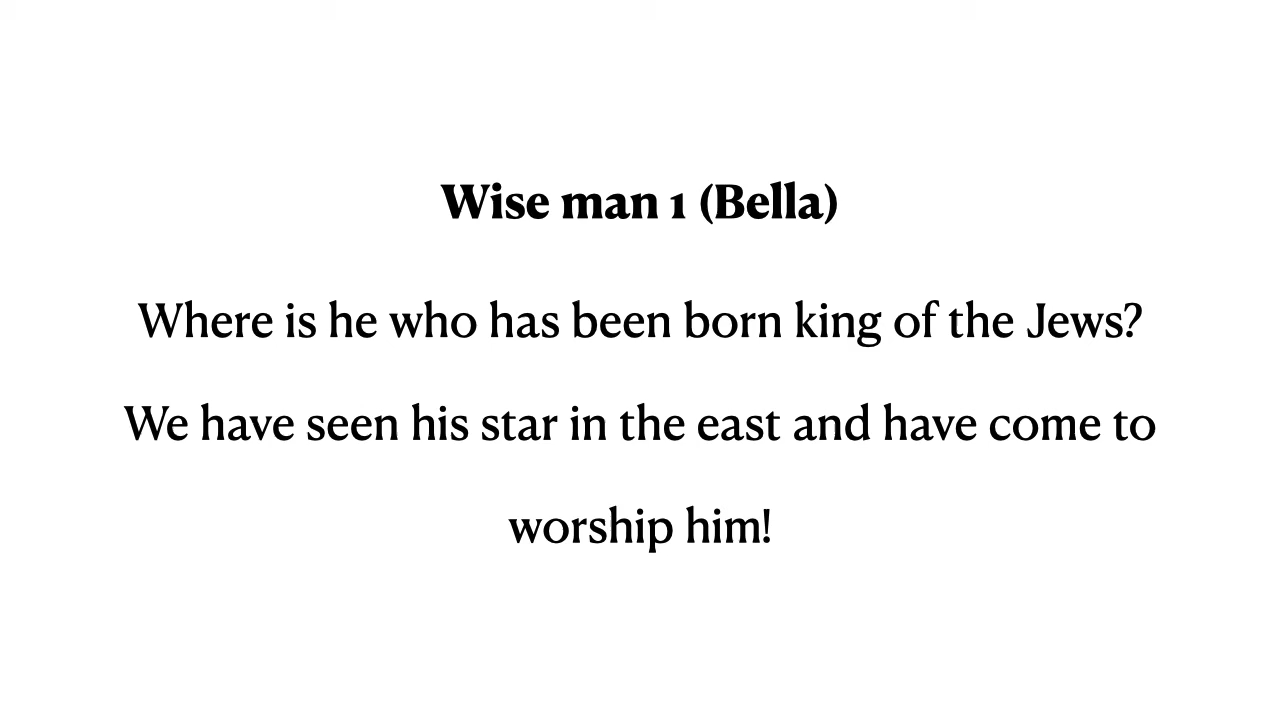 Wise man 1 (Bella)
Where is he who has been born king of the Jews?
We have seen his star in the east and have come to
worship him!